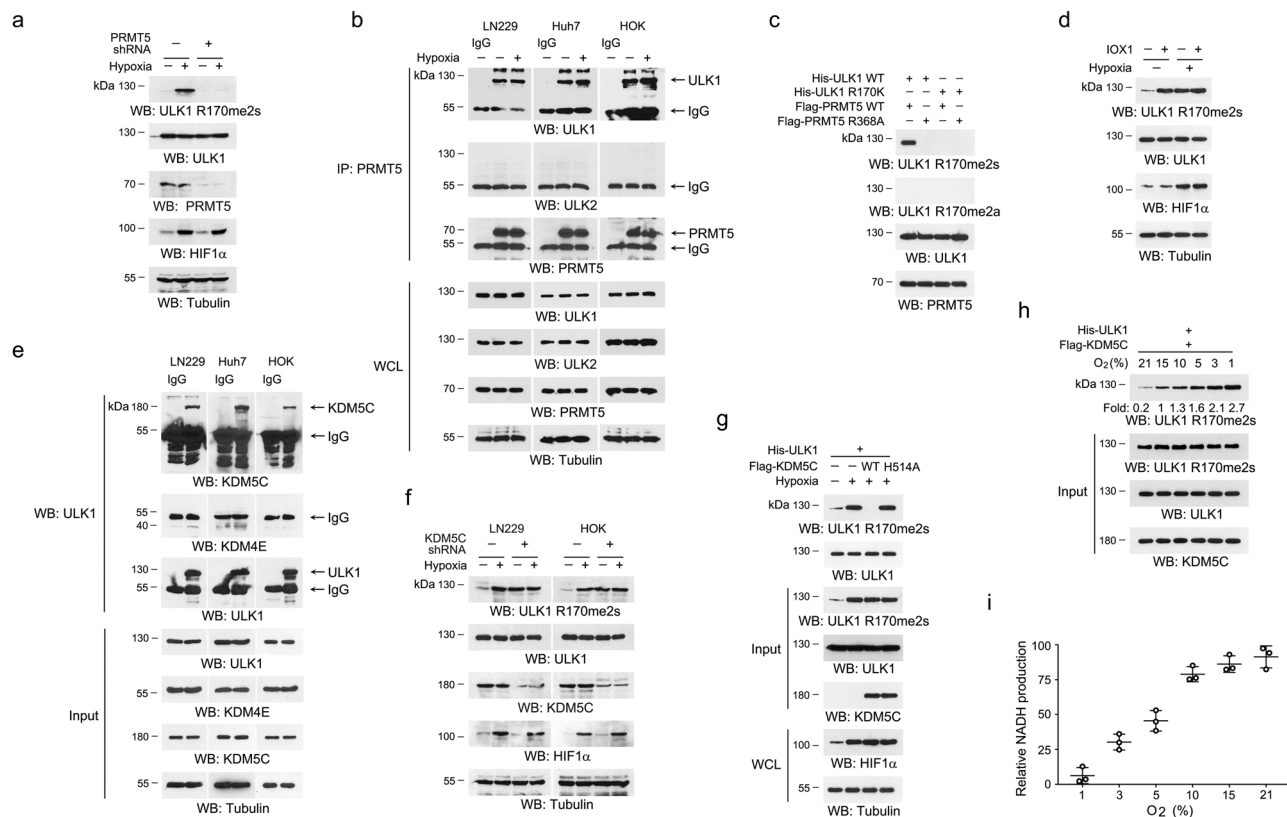 a
PRMT5 shRNA − +
Hypoxia − + − +
kDa 130
WB: ULK1 R170me2s
130
WB: ULK1
70
WB: PRMT5
100
WB: HIF1α
55
WB: Tubulin
b
LN229 Huh7 HOK
IgG IgG IgG
Hypoxia − + − + − +
IP: PRMT5
kDa 130
ULK1
55
IgG
WB: ULK1
130
55
IgG
WB: ULK2
70
PRMT5
55
IgG
WB: PRMT5
WCL
130
WB: ULK1
130
WB: ULK2
70
WB: PRMT5
55
WB: Tubulin
c
His-ULK1 WT + + − −
His-ULK1 R170K − − + +
Flag-PRMT5 WT + − + −
Flag-PRMT5 R368A − + − +
kDa 130
WB: ULK1 R170me2s
130
WB: ULK1 R170me2a
130
WB: ULK1
70
WB: PRMT5
d
IOX1 − + − +
Hypoxia − +
kDa 130
WB: ULK1 R170me2s
130
WB: ULK1
100
WB: HIF1α
55
WB: Tubulin
e
LN229 Huh7 HOK
IgG IgG IgG
WB: ULK1
kDa 180
KDM5C
55
IgG
WB: KDM5C
55
IgG
40
WB: KDM4E
130
ULK1
55
IgG
WB: ULK1
Input
130
WB: ULK1
55
WB: KDM4E
180
WB: KDM5C
55
WB: Tubulin
f
LN229 HOK
KDM5C shRNA − + − +
Hypoxia − + − + − + − +
kDa 130
WB: ULK1 R170me2s
130
WB: ULK1
180
WB: KDM5C
100
WB: HIF1α
55
WB: Tubulin
g
His-ULK1 +
Flag-KDM5C − − WT H514A
Hypoxia − + + +
kDa 130
WB: ULK1 R170me2s
130
WB: ULK1
Input
130
WB: ULK1 R170me2s
130
WB: ULK1
180
WB: KDM5C
WCL
100
WB: HIF1α
55
WB: Tubulin
h
His-ULK1 +
Flag-KDM5C +
O2(%) 21 15 10 5 3 1
kDa 130
Fold: 0.2 1 1.3 1.6 2.1 2.7
WB: ULK1 R170me2s
Input
130
WB: ULK1 R170me2s
130
WB: ULK1
180
WB: KDM5C
i
Relative NADH production
100
75
50
25
0
1 3 5 10 15 21
O2 (%)